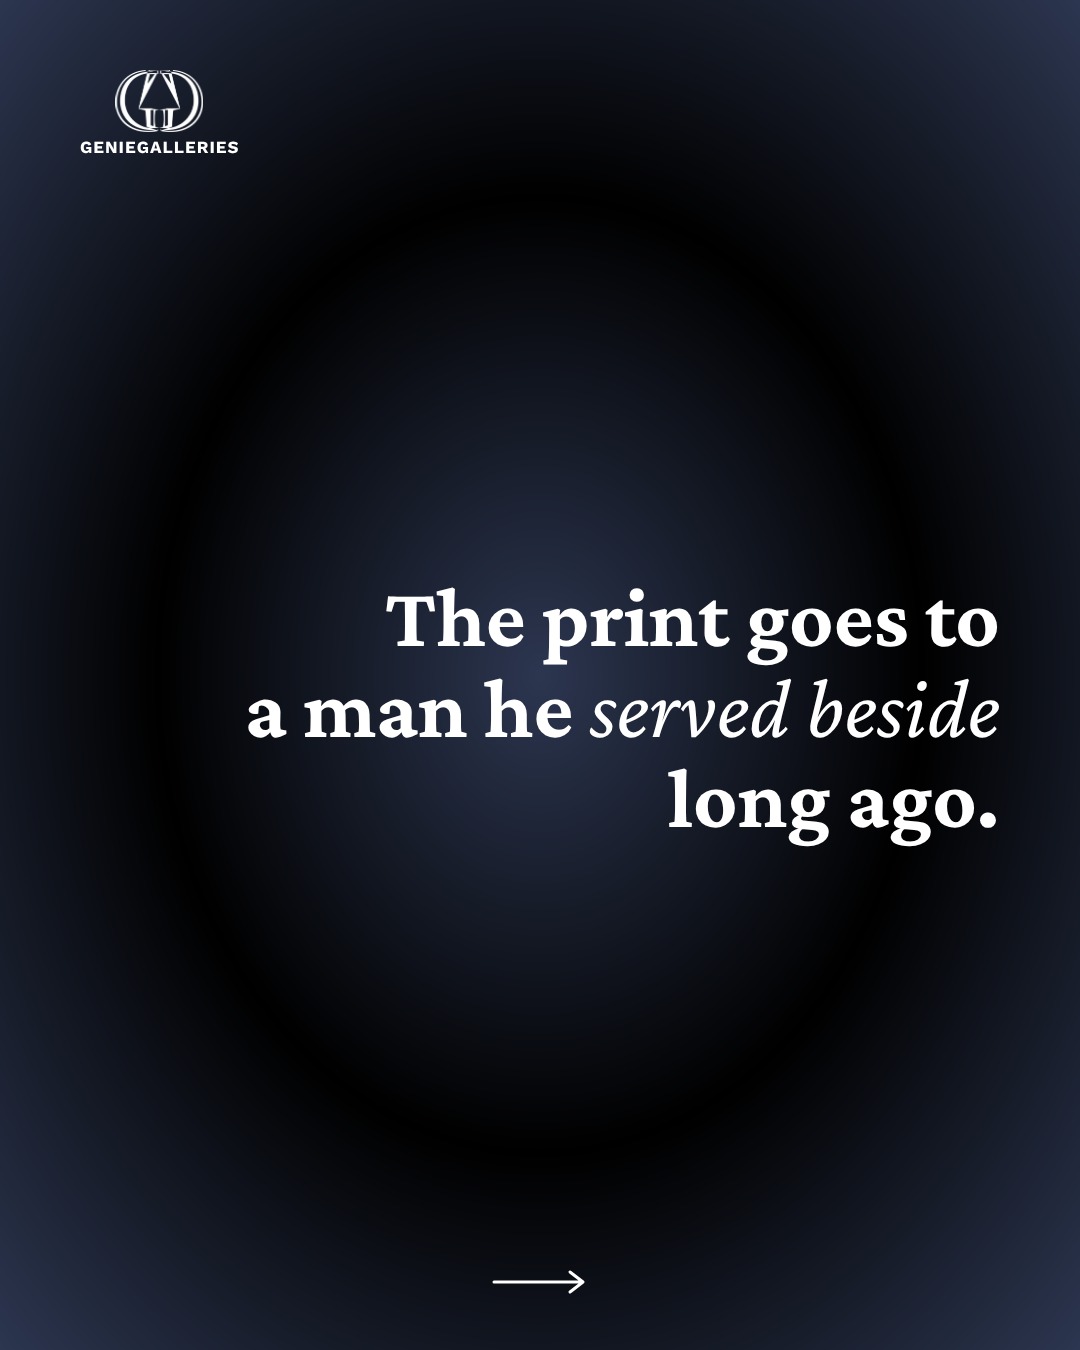 GENIEGALLERIES
The print goes to
a man he served beside
long ago.